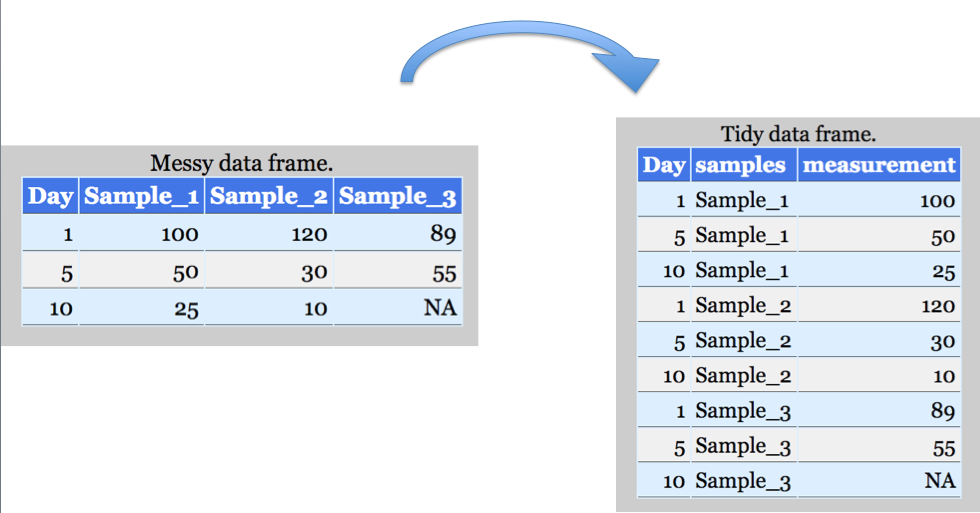 Messy data frame.
Day Sample_1 Sample_2 Sample_3
1 100 120 89
5 50 30 55
10 25 10 NA
Tidy data frame.
Day samples measurement
1 Sample_1 100
5 Sample_1 50
10 Sample_1 25
1 Sample_2 120
5 Sample_2 30
10 Sample_2 10
1 Sample_3 89
5 Sample_3 55
10 Sample_3 NA